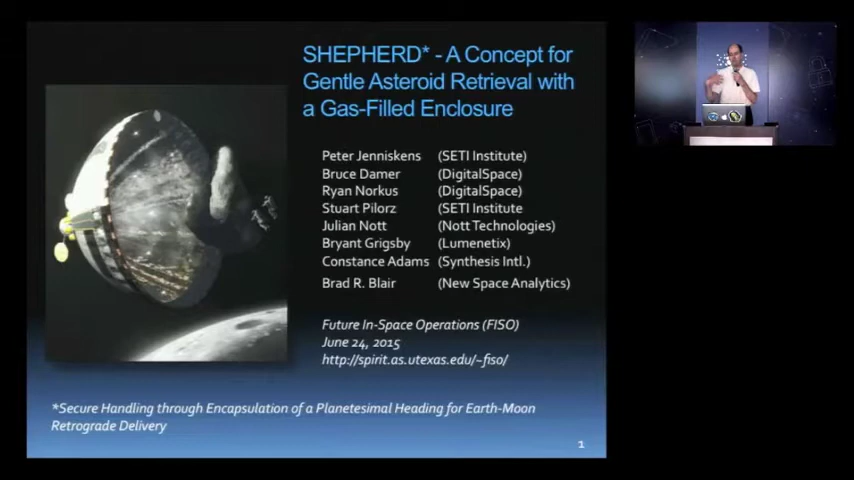 SHEPHERD* - A Concept for
Gentle Asteroid Retrieval with
a Gas-Filled Enclosure
Peter Jenniskens (SETI Institute)
Bruce Damer (DigitalSpace)
Ryan Norkus (DigitalSpace)
Stuart Pilorz (SETI Institute
Julian Nott (Nott Technologies)
Bryant Grigsby (Lumenetix)
Constance Adams (Synthesis Intl.)
Brad R. Blair (New Space Analytics)
Future In-Space Operations (FISO)
June 24, 2015
http://spirit.as.utexas.edu/~fiso/
*Secure Handling through Encapsulation of a Planetesimal Heading for Earth-Moon
Retrograde Delivery
1